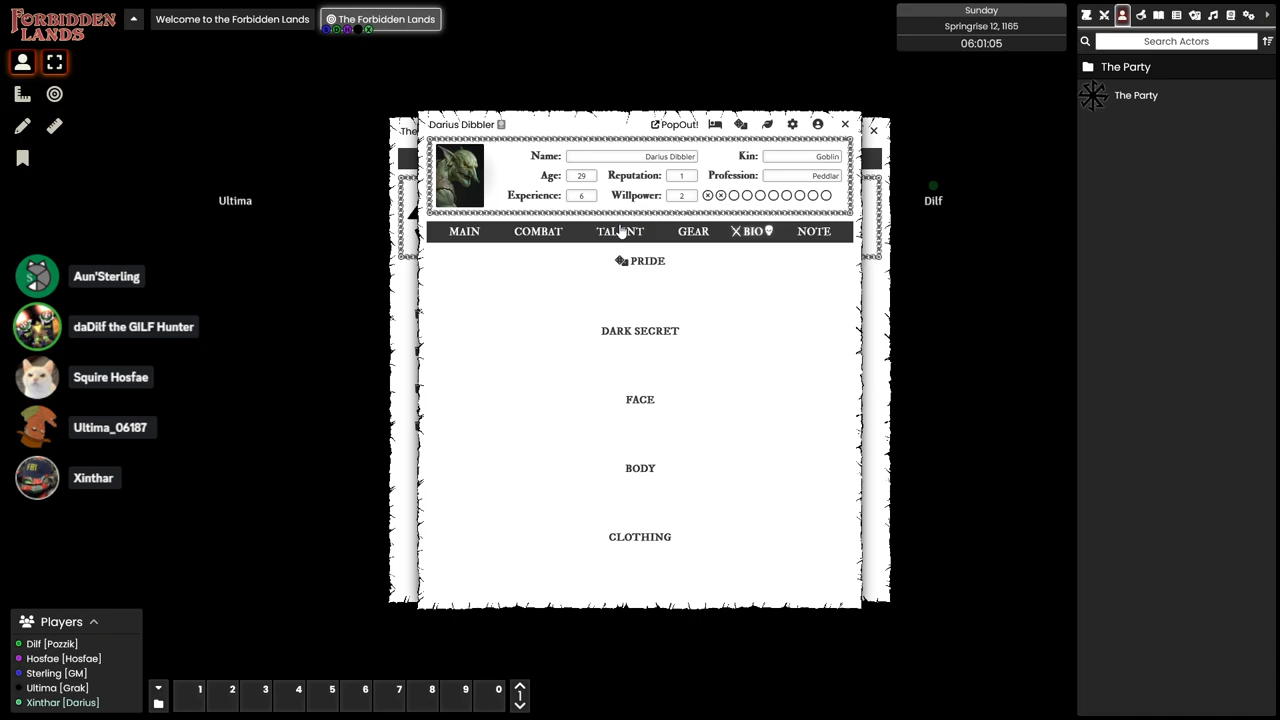 FORBIDDEN
LANDS
Welcome to the Forbidden Lands
The Forbidden Lands
Sunday
Springrise 12, 1165
06:01:05
Search Actors
The Party
The Party
The
Darius Dibbler
PopOut!
Name: Darius Dibbler Kin: Goblin
Age: 29 Reputation: 1 Profession: Peddlar
Experience: 6 Willpower: 2
MAIN COMBAT TALENT GEAR BIO NOTE
PRIDE
DARK SECRET
FACE
BODY
CLOTHING
Ultima
Dilf
Aun'Sterling
daDilf the GILF Hunter
Squire Hosfae
Ultima_06187
FBI
Xinthar
Players
Dilf [Pozzik]
Hosfae [Hosfae]
Sterling [GM]
Ultima [Grak]
Xinthar [Darius]
1 2 3 4 5 6 7 8 9 0
1